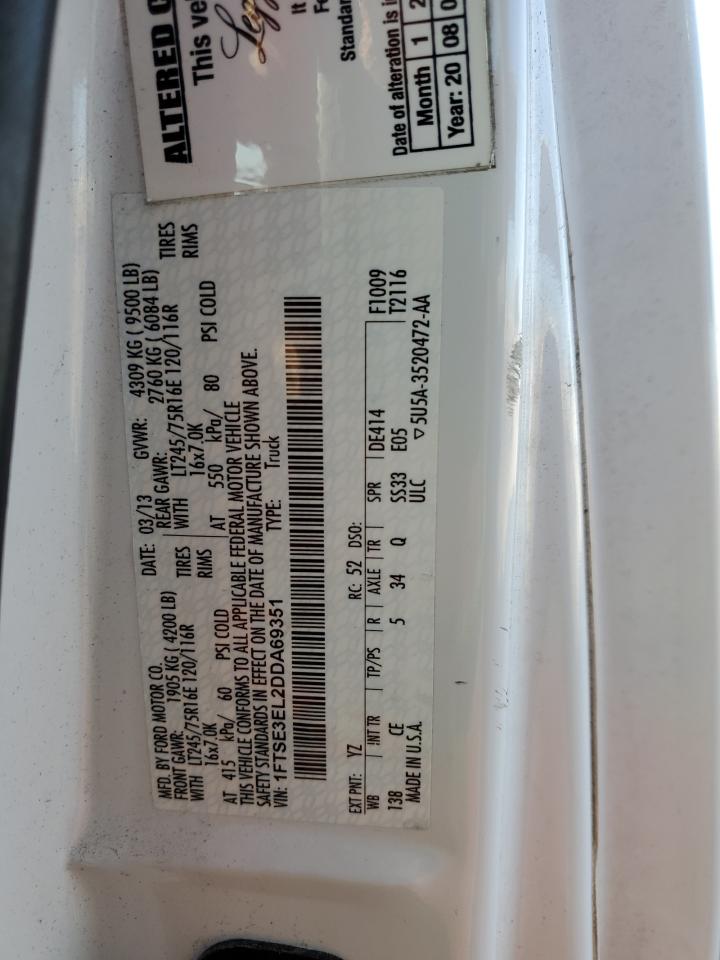 ALTERED C
This ve
Leg
It
Fe
Standar
Date of alteration is i
Month 1 2
Year: 20 08 0
MFD. BY FORD MOTOR CO.
DATE: 03/13 GVWR: 4309 KG ( 9500 LB)
FRONT GAWR: 1905 KG ( 4200 LB)
REAR GAWR: 2760 KG ( 6084 LB)
WITH LT245/75R16E 120/116R TIRES
WITH LT245/75R16E 120/116R TIRES
16x7.0K RIMS
16x7.0K RIMS
AT 415 kPa/ 60 PSI COLD
AT 550 kPa/ 80 PSI COLD
THIS VEHICLE CONFORMS TO ALL APPLICABLE FEDERAL MOTOR VEHICLE
SAFETY STANDARDS IN EFFECT ON THE DATE OF MANUFACTURE SHOWN ABOVE.
VIN: 1FTSE3EL2DDA69351 TYPE: Truck
EXT PNT: YZ RC: 52 DSO: F1009
WB INT TR TP/PS R AXLE TR SPR DE414 T2116
138 CE 5 34 Q SS33 E05
MADE IN U.S.A. ULC ▽5U5A-3520472-AA